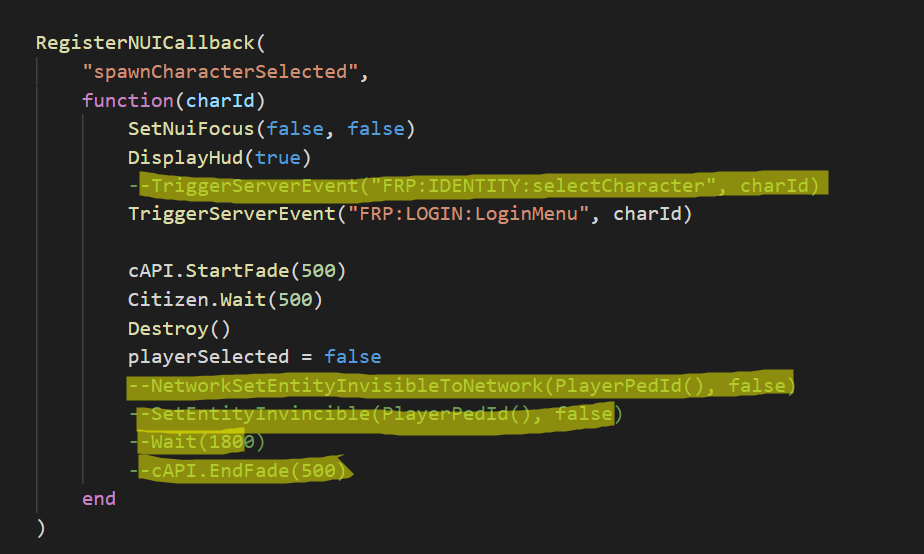 RegisterNUICallback(
"spawnCharacterSelected",
function(charId)
SetNuiFocus(false, false)
DisplayHud(true)
--TriggerServerEvent("FRP:IDENTITY:selectCharacter", charId)
TriggerServerEvent("FRP:LOGIN:LoginMenu", charId)
cAPI.StartFade(500)
Citizen.Wait(500)
Destroy()
playerSelected = false
--NetworkSetEntityInvisibleToNetwork(PlayerPedId(), false)
--SetEntityInvincible(PlayerPedId(), false)
--Wait(1800)
--cAPI.EndFade(500)
end
)